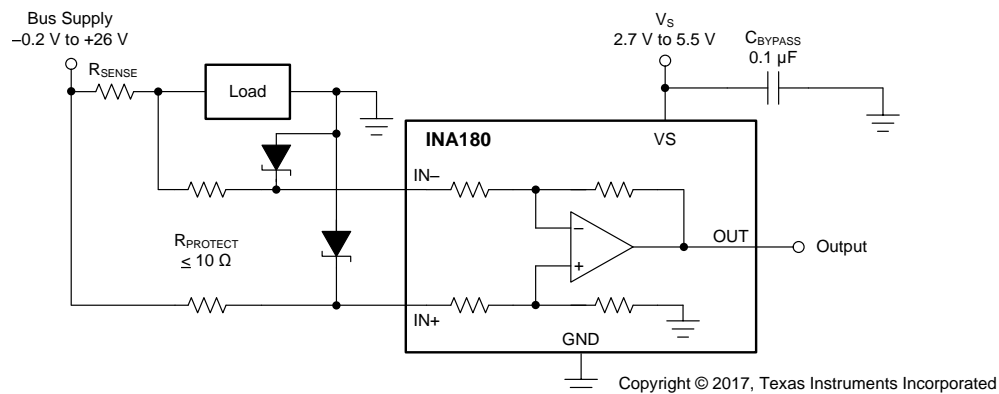 Bus Supply
–0.2 V to +26 V
RSENSE
Load
VS
2.7 V to 5.5 V
CBYPASS
0.1 µF
INA180
VS
IN–
RPROTECT
≤ 10 Ω
–
+
OUT
Output
IN+
GND
Copyright © 2017, Texas Instruments Incorporated